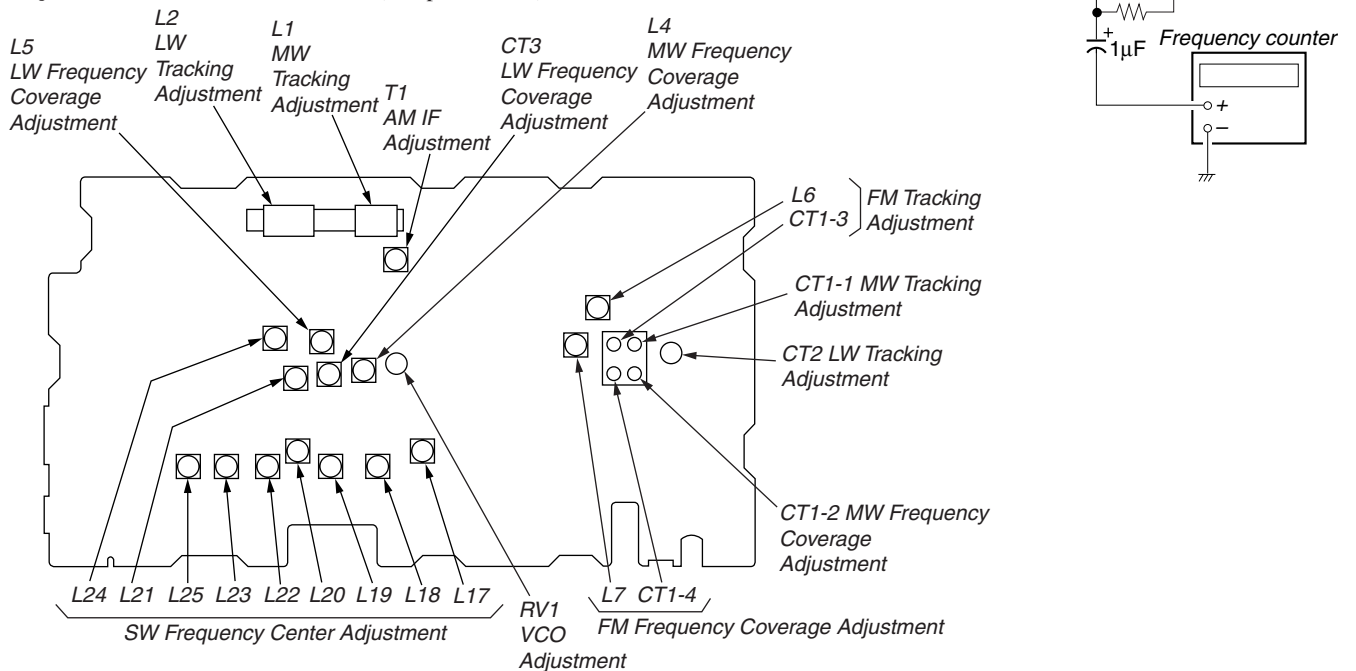 L5
LW Frequency
Coverage
Adjustment
L2
LW
Tracking
Adjustment
L1
MW
Tracking
Adjustment
T1
AM IF
Adjustment
CT3
LW Frequency
Coverage
Adjustment
L4
MW Frequency
Coverage
Adjustment
+
1μF
Frequency counter
+
−
L6
CT1-3
FM Tracking
Adjustment
CT1-1 MW Tracking
Adjustment
CT2 LW Tracking
Adjustment
CT1-2 MW Frequency
Coverage
Adjustment
L24 L21 L25 L23 L22 L20 L19 L18 L17
SW Frequency Center Adjustment
RV1
VCO
Adjustment
L7 CT1-4
FM Frequency Coverage Adjustment